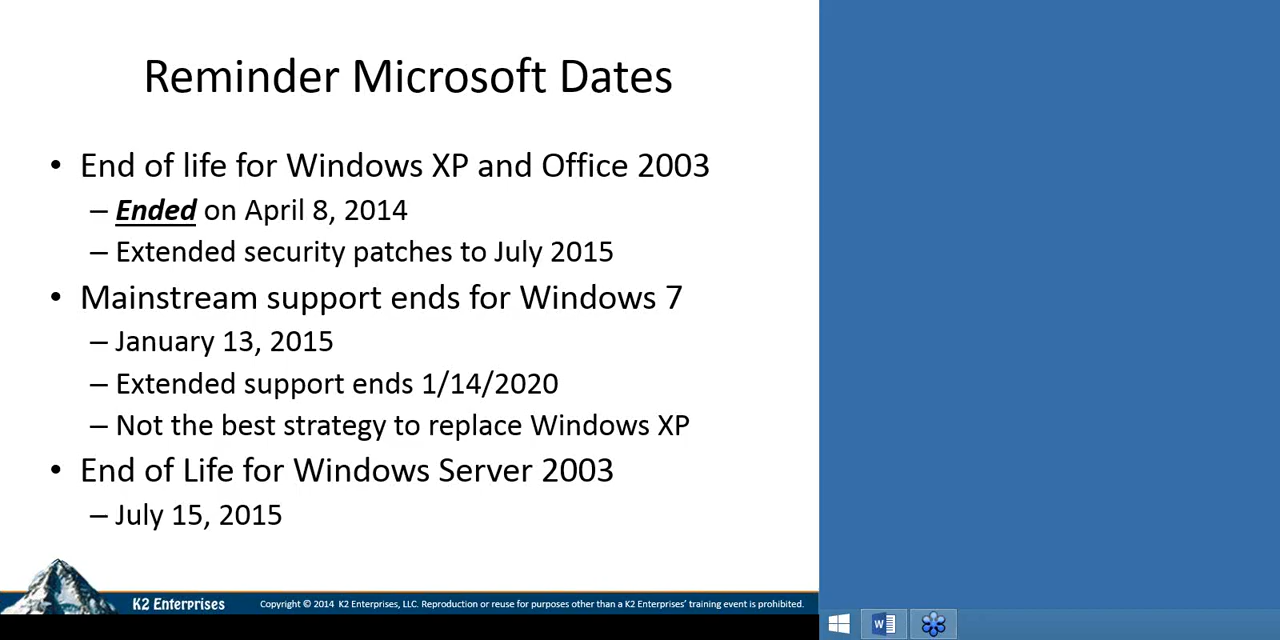 Reminder Microsoft Dates
• End of life for Windows XP and Office 2003
– Ended on April 8, 2014
– Extended security patches to July 2015
• Mainstream support ends for Windows 7
– January 13, 2015
– Extended support ends 1/14/2020
– Not the best strategy to replace Windows XP
• End of Life for Windows Server 2003
– July 15, 2015
K2 Enterprises
Copyright © 2014 K2 Enterprises, LLC. Reproduction or reuse for purposes other than a K2 Enterprises' training event is prohibited.
W